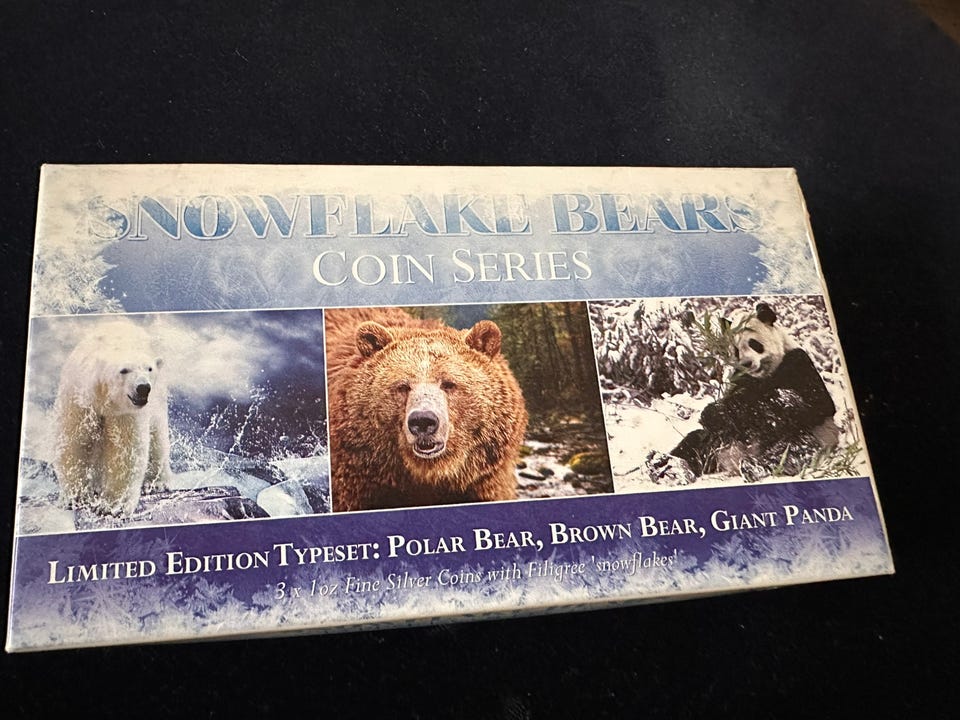 SNOWFLAKE BEARS
COIN SERIES
LIMITED EDITION TYPESET: POLAR BEAR, BROWN BEAR, GIANT PANDA
3 x 1oz Fine Silver Coins with Filigree 'snowflakes'